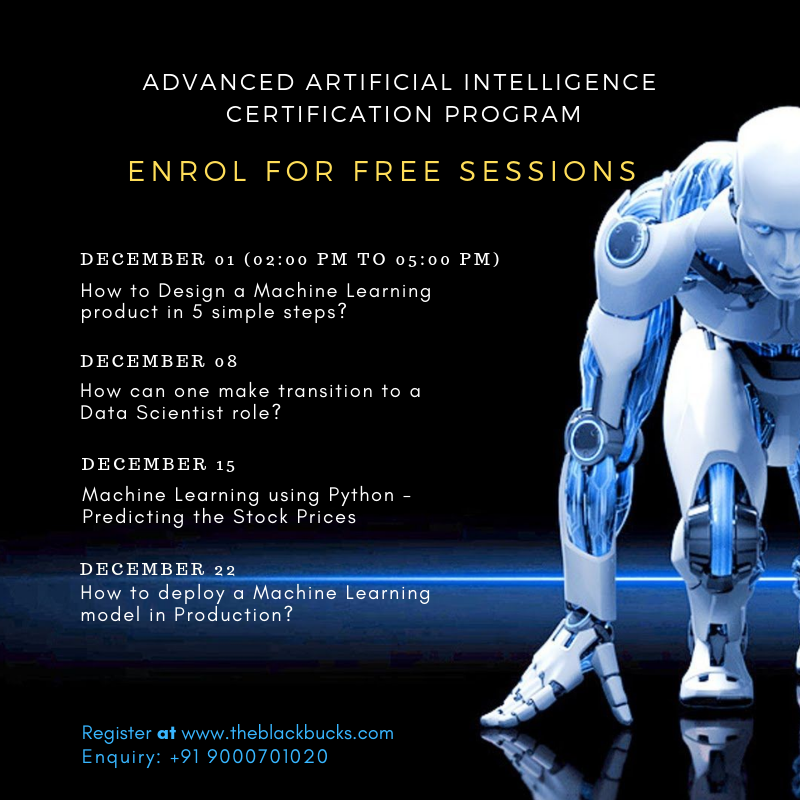 ADVANCED ARTIFICIAL INTELLIGENCE
CERTIFICATION PROGRAM
ENROL FOR FREE SESSIONS
DECEMBER 01 (02:00 PM TO 05:00 PM)
How to Design a Machine Learning
product in 5 simple steps?
DECEMBER 08
How can one make transition to a
Data Scientist role?
DECEMBER 15
Machine Learning using Python -
Predicting the Stock Prices
DECEMBER 22
How to deploy a Machine Learning
model in Production?
Register at www.theblackbucks.com
Enquiry: +91 9000701020